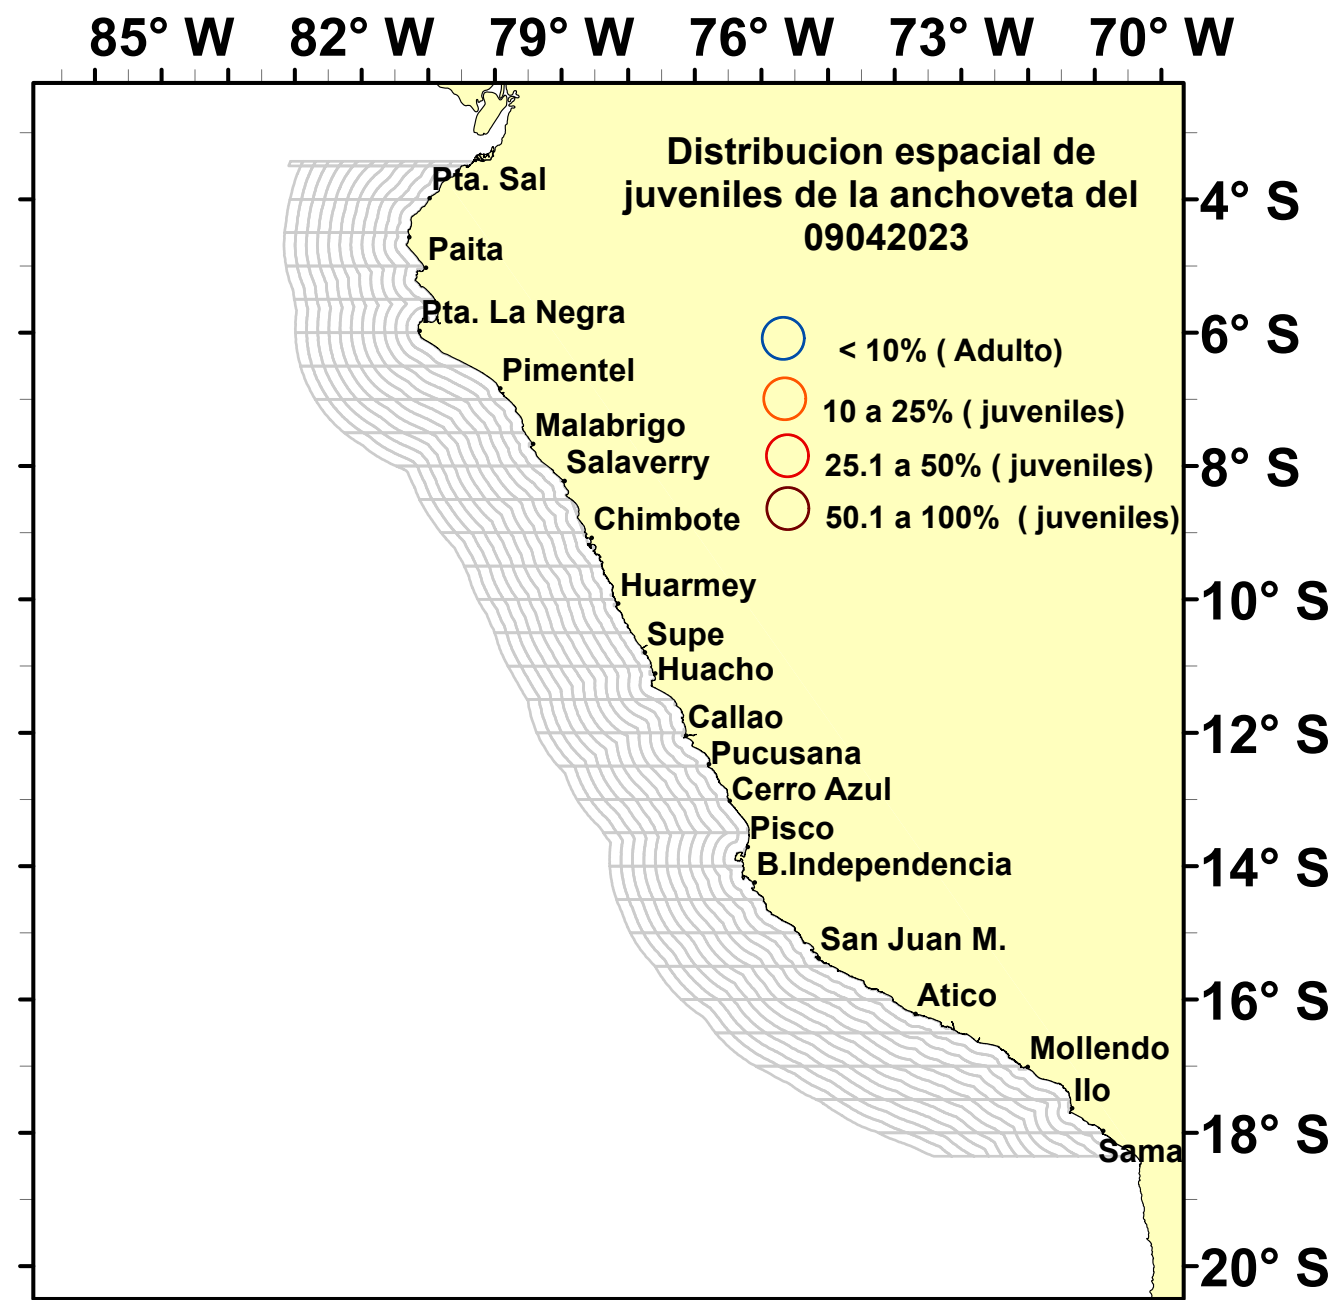 85° W 82° W 79° W 76° W 73° W 70° W
Distribucion espacial de
juveniles de la anchoveta del
09042023
Pta. Sal
4° S
Paita
Pta. La Negra
6° S
< 10% ( Adulto)
Pimentel
10 a 25% ( juveniles)
Malabrigo
Salaverry
25.1 a 50% ( juveniles)
8° S
Chimbote
50.1 a 100% ( juveniles)
Huarmey
10° S
Supe
Huacho
Callao
12° S
Pucusana
Cerro Azul
Pisco
B.Independencia
14° S
San Juan M.
Atico
16° S
Mollendo
Ilo
18° S
Sama
20° S